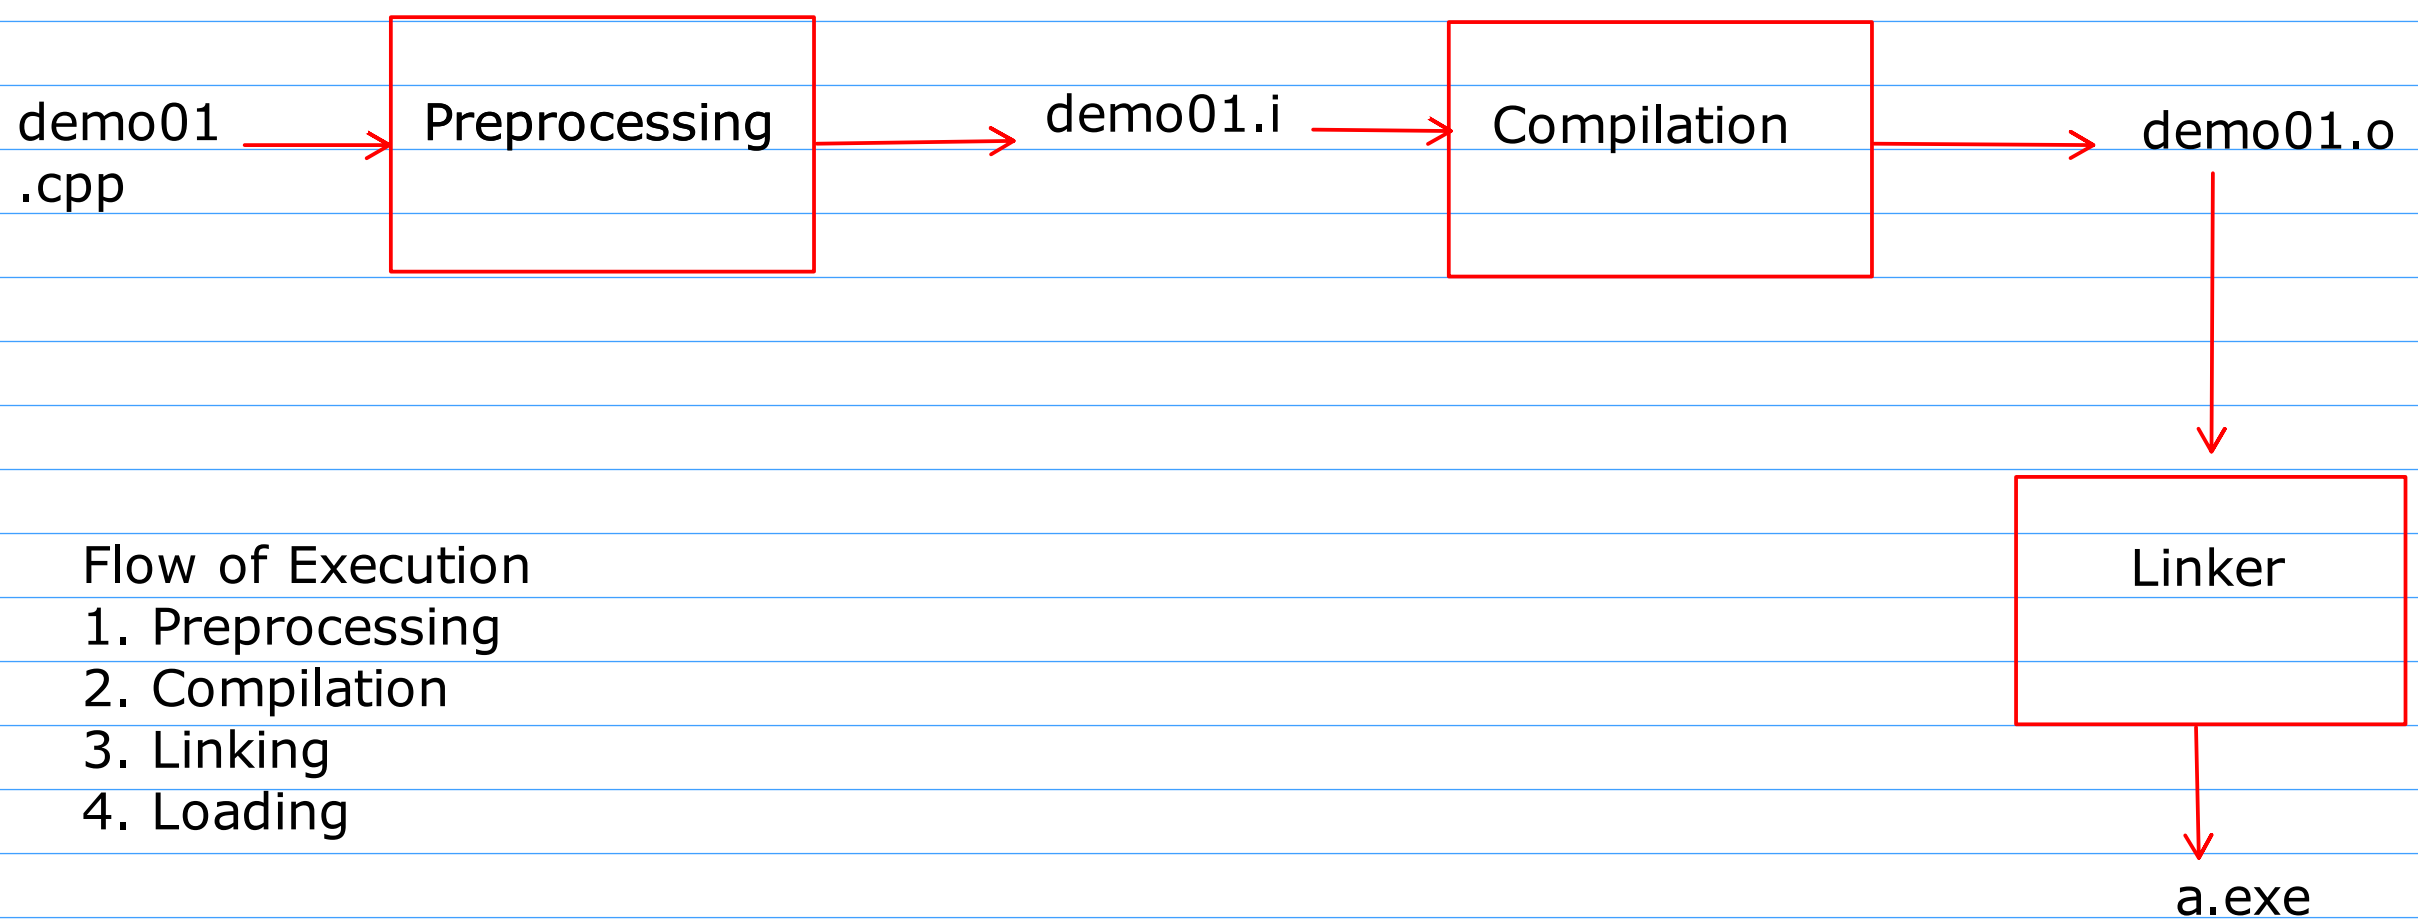 demo01
.cpp
Preprocessing
demo01.i
Compilation
demo01.o
Linker
a.exe
Flow of Execution
1. Preprocessing
2. Compilation
3. Linking
4. Loading